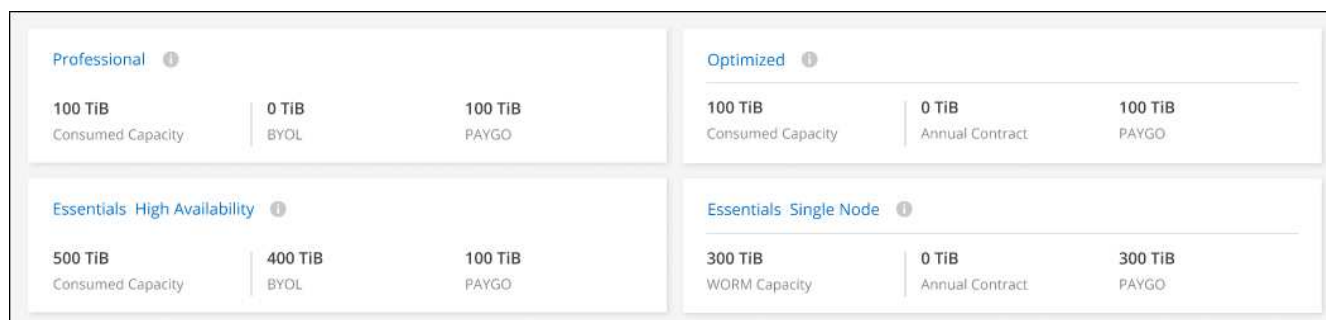 Professional
100 TiB 0 TiB 100 TiB
Consumed Capacity BYOL PAYGO
Optimized
100 TiB 0 TiB 100 TiB
Consumed Capacity Annual Contract PAYGO
Essentials High Availability
500 TiB 400 TiB 100 TiB
Consumed Capacity BYOL PAYGO
Essentials Single Node
300 TiB 0 TiB 300 TiB
WORM Capacity Annual Contract PAYGO